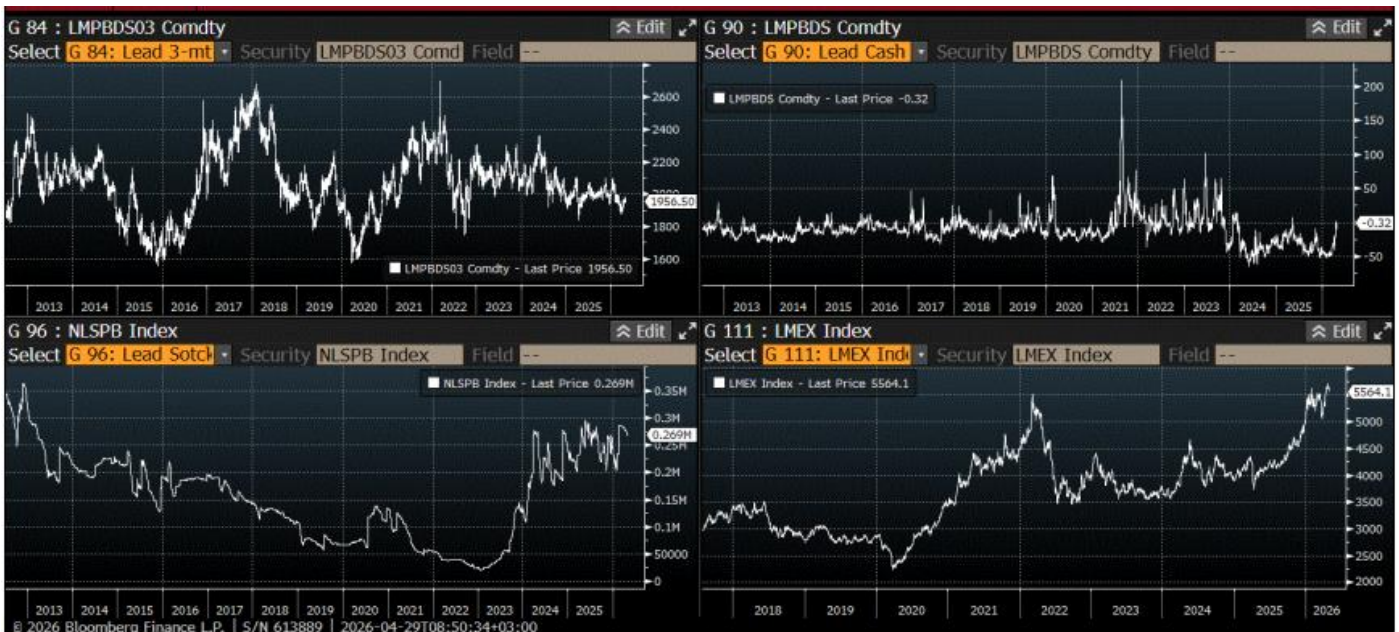 G 84 : LMPBDS03 Comdty
Edit
Select G 84: Lead 3-mt Security LMPBDS03 Comd Field --
2600
2400
2200
2000
1956.50
1800
1600
LMPBDS03 Comdty - Last Price 1956.50
2013 2014 2015 2016 2017 2018 2019 2020 2021 2022 2023 2024 2025
G 90 : LMPBDS Comdty
Edit
Select G 90: Lead Cash Security LMPBDS Comdty Field --
LMPBDS Comdty - Last Price -0.32
200
150
100
50
-0.32
-50
2013 2014 2015 2016 2017 2018 2019 2020 2021 2022 2023 2024 2025
G 96 : NLSPB Index
Edit
Select G 96: Lead Sotck Security NLSPB Index Field --
NLSPB Index - Last Price 0.269M
0.35M
0.3M
0.269M
0.25M
0.2M
0.15M
0.1M
50000
0
2013 2014 2015 2016 2017 2018 2019 2020 2021 2022 2023 2024 2025
G 111 : LMEX Index
Edit
Select G 111: LMEX Inde Security LMEX Index Field --
LMEX Index - Last Price 5564.1
5564.1
5000
4500
4000
3500
3000
2500
2000
2018 2019 2020 2021 2022 2023 2024 2025 2026
© 2026 Bloomberg Finance L.P. | S/N 613889 | 2026-04-29T08:50:34+03:00